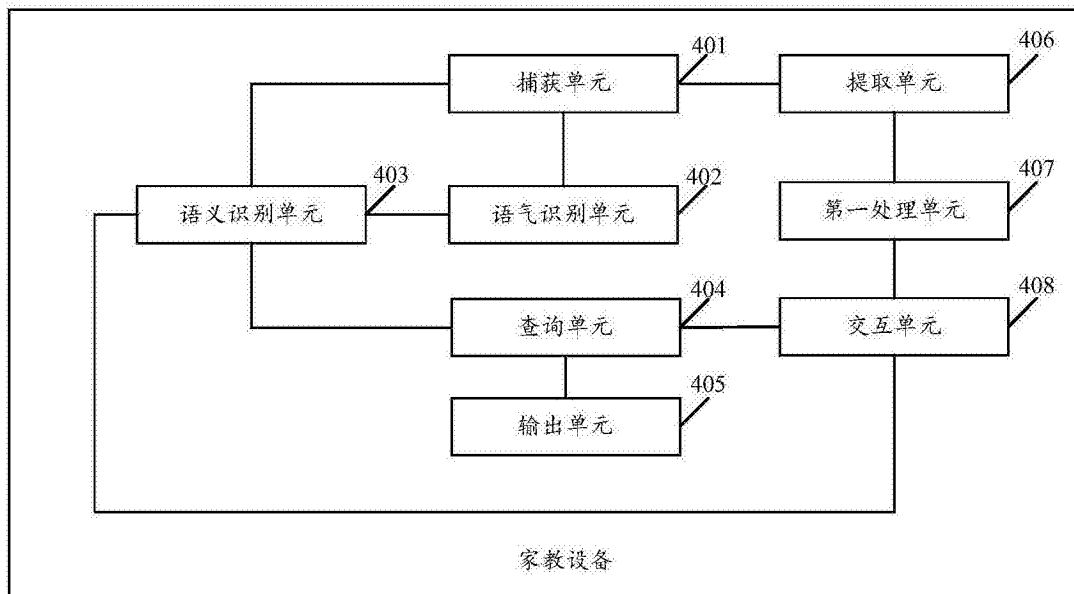 401
406
捕获单元
提取单元
403
402
407
语义识别单元
语气识别单元
第一处理单元
404
408
查询单元
交互单元
405
输出单元
家教设备